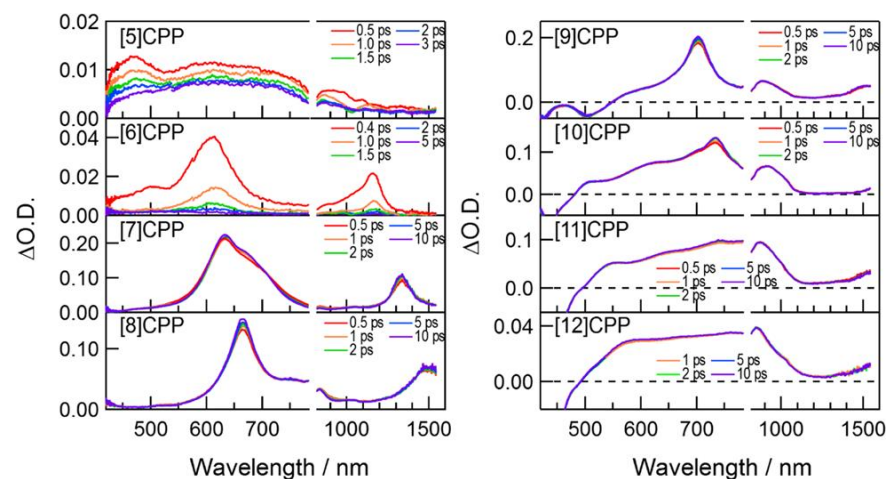 [5]CPP
0.5 ps 2 ps
1.0 ps 3 ps
1.5 ps
0.02
0.01
0.00
[6]CPP
0.4 ps 2 ps
1.0 ps 5 ps
1.5 ps
0.04
0.02
0.00
[7]CPP
0.5 ps 5 ps
1 ps 10 ps
2 ps
0.20
0.10
0.00
[8]CPP
0.5 ps 5 ps
1 ps 10 ps
2 ps
0.10
0.00
ΔO.D.
500 600 700 1000 1500
Wavelength / nm
[9]CPP
0.5 ps 5 ps
1 ps 10 ps
2 ps
0.2
0.0
[10]CPP
0.5 ps 5 ps
1 ps 10 ps
2 ps
0.1
0.0
[11]CPP
0.5 ps 5 ps
1 ps 10 ps
2 ps
0.1
0.0
[12]CPP
1 ps 5 ps
2 ps 10 ps
0.04
0.00
ΔO.D.
500 600 700 1000 1500
Wavelength / nm